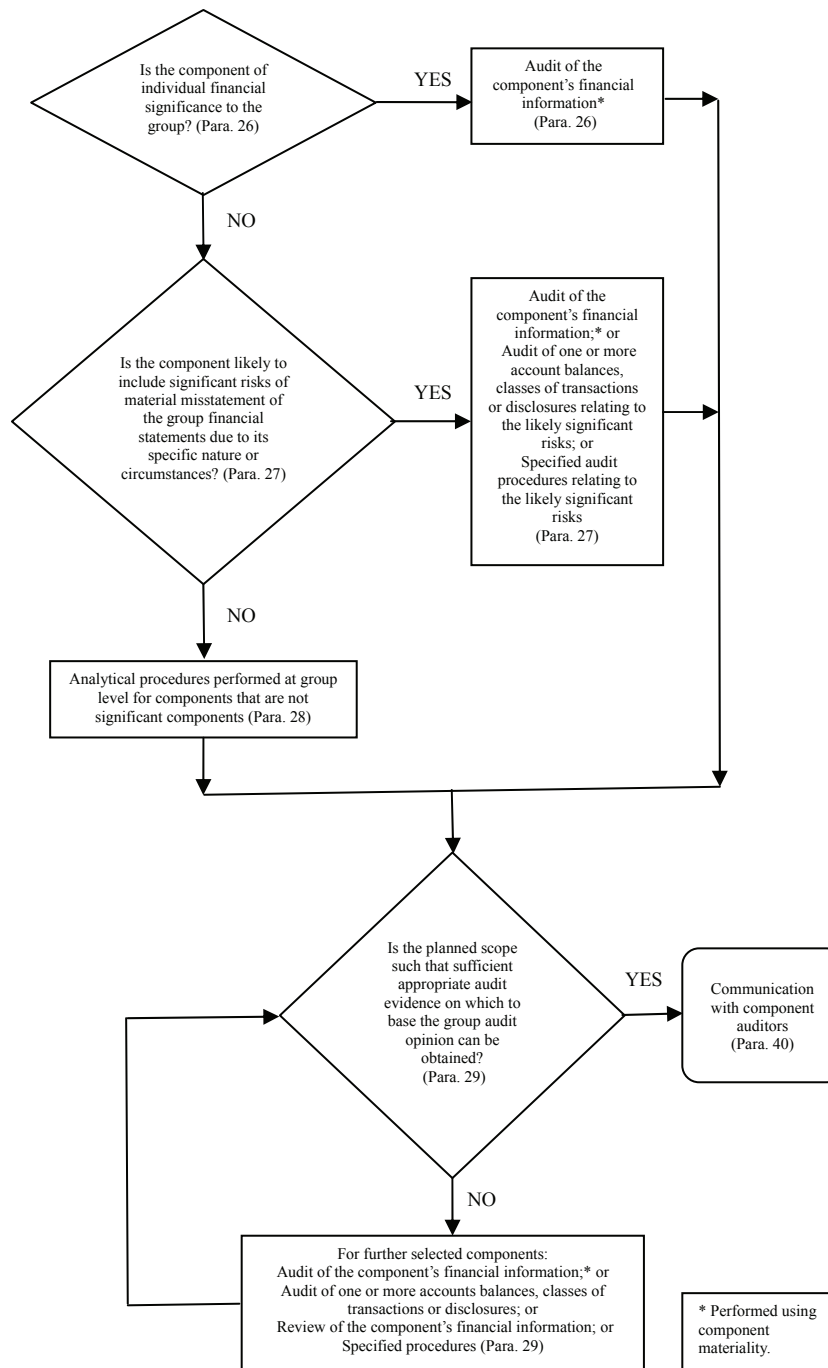 Is the component of
individual financial
significance to the
group? (Para. 26)
YES
Audit of the
component’s financial
information*
(Para. 26)
NO
Is the component likely to
include significant risks of
material misstatement of
the group financial
statements due to its
specific nature or
circumstances? (Para. 27)
YES
Audit of the
component’s financial
information;* or
Audit of one or more
account balances,
classes of transactions
or disclosures relating to
the likely significant
risks; or
Specified audit
procedures relating to
the likely significant
risks
(Para. 27)
NO
Analytical procedures performed at group
level for components that are not
significant components (Para. 28)
Is the planned scope
such that sufficient
appropriate audit
evidence on which to
base the group audit
opinion can be
obtained?
(Para. 29)
YES
Communication
with component
auditors
(Para. 40)
NO
For further selected components:
Audit of the component’s financial information;* or
Audit of one or more accounts balances, classes of
transactions or disclosures; or
Review of the component’s financial information; or
Specified procedures (Para. 29)
* Performed using
component
materiality.